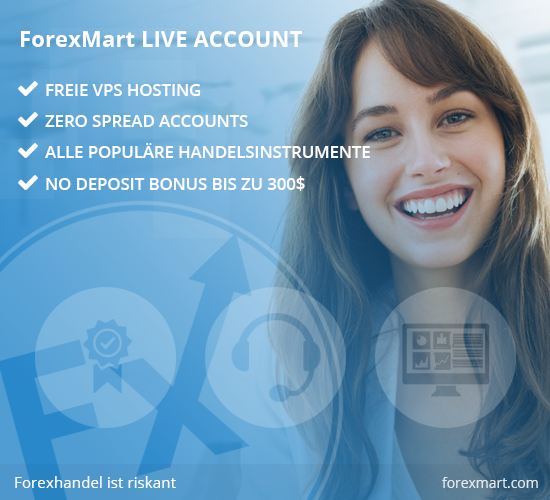 ForexMart LIVE ACCOUNT
FREIE VPS HOSTING
ZERO SPREAD ACCOUNTS
ALLE POPULÄRE HANDELSINSTRUMENTE
NO DEPOSIT BONUS BIS ZU 300$
FX
Forexhandel ist riskant
forexmart.com